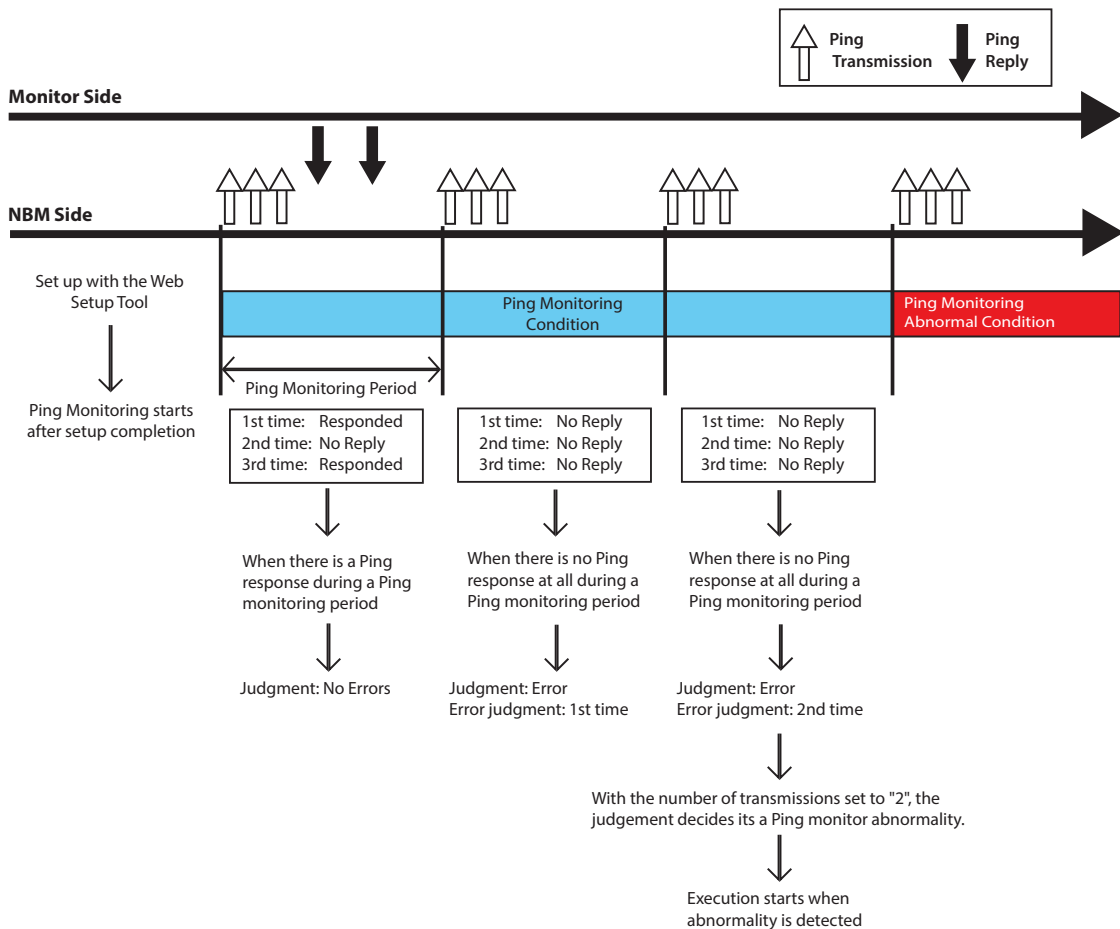 Ping
Transmission
Ping
Reply
Monitor Side
NBM Side
Set up with the Web
Setup Tool
Ping Monitoring
Condition
Ping Monitoring
Abnormal Condition
Ping Monitoring Period
Ping Monitoring starts
after setup completion
1st time: Responded
2nd time: No Reply
3rd time: Responded
1st time: No Reply
2nd time: No Reply
3rd time: No Reply
1st time: No Reply
2nd time: No Reply
3rd time: No Reply
When there is a Ping
response during a Ping
monitoring period
When there is no Ping
response at all during a
Ping monitoring period
When there is no Ping
response at all during a
Ping monitoring period
Judgment: No Errors
Judgment: Error
Error judgment: 1st time
Judgment: Error
Error judgment: 2nd time
With the number of transmissions set to "2", the
judgement decides its a Ping monitor abnormality.
Execution starts when
abnormality is detected